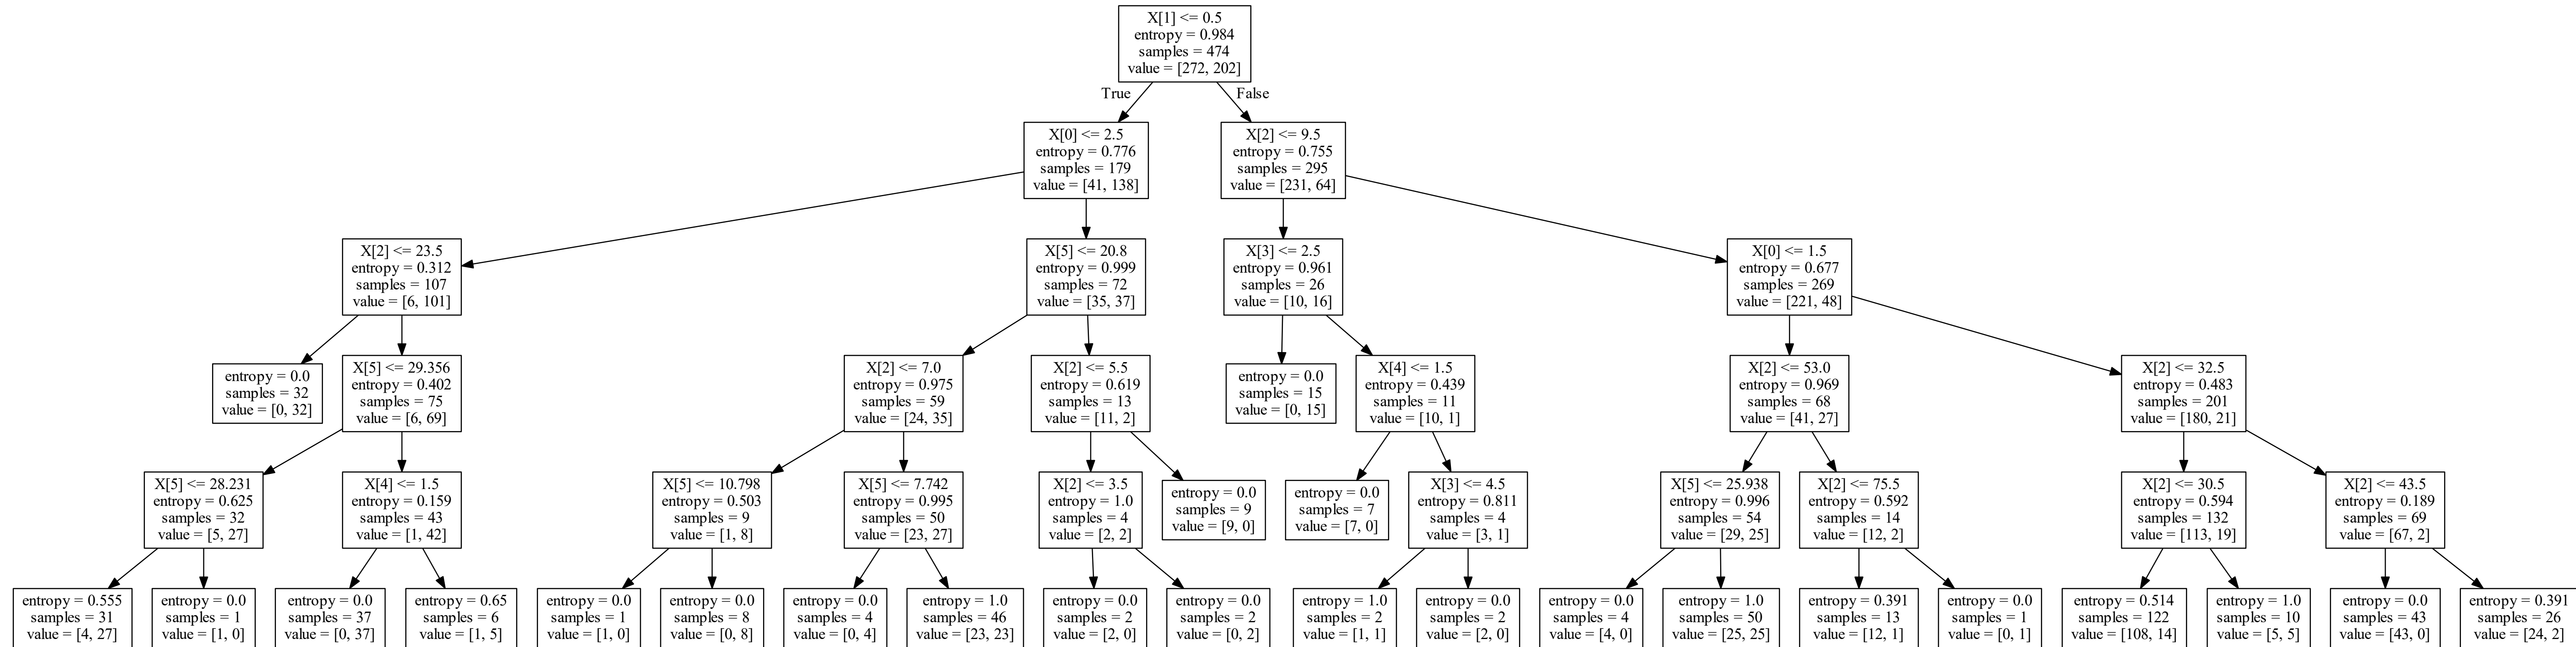 X[1] <= 0.5
entropy = 0.984
samples = 474
value = [272, 202]
True
False
X[0] <= 2.5
entropy = 0.776
samples = 179
value = [41, 138]
X[2] <= 9.5
entropy = 0.755
samples = 295
value = [231, 64]
X[2] <= 23.5
entropy = 0.312
samples = 107
value = [6, 101]
X[5] <= 20.8
entropy = 0.999
samples = 72
value = [35, 37]
X[3] <= 2.5
entropy = 0.961
samples = 26
value = [10, 16]
X[0] <= 1.5
entropy = 0.677
samples = 269
value = [221, 48]
entropy = 0.0
samples = 32
value = [0, 32]
X[5] <= 29.356
entropy = 0.402
samples = 75
value = [6, 69]
X[2] <= 7.0
entropy = 0.975
samples = 59
value = [24, 35]
X[2] <= 5.5
entropy = 0.619
samples = 13
value = [11, 2]
entropy = 0.0
samples = 15
value = [0, 15]
X[4] <= 1.5
entropy = 0.439
samples = 11
value = [10, 1]
X[2] <= 53.0
entropy = 0.969
samples = 68
value = [41, 27]
X[2] <= 32.5
entropy = 0.483
samples = 201
value = [180, 21]
X[5] <= 28.231
entropy = 0.625
samples = 32
value = [5, 27]
X[4] <= 1.5
entropy = 0.159
samples = 43
value = [1, 42]
X[5] <= 10.798
entropy = 0.503
samples = 9
value = [1, 8]
X[5] <= 7.742
entropy = 0.995
samples = 50
value = [23, 27]
X[2] <= 3.5
entropy = 1.0
samples = 4
value = [2, 2]
entropy = 0.0
samples = 9
value = [9, 0]
entropy = 0.0
samples = 7
value = [7, 0]
X[3] <= 4.5
entropy = 0.811
samples = 4
value = [3, 1]
X[5] <= 25.938
entropy = 0.996
samples = 54
value = [29, 25]
X[2] <= 75.5
entropy = 0.592
samples = 14
value = [12, 2]
X[2] <= 30.5
entropy = 0.594
samples = 132
value = [113, 19]
X[2] <= 43.5
entropy = 0.189
samples = 69
value = [67, 2]
entropy = 0.555
samples = 31
value = [4, 27]
entropy = 0.0
samples = 1
value = [1, 0]
entropy = 0.0
samples = 37
value = [0, 37]
entropy = 0.65
samples = 6
value = [1, 5]
entropy = 0.0
samples = 1
value = [1, 0]
entropy = 0.0
samples = 8
value = [0, 8]
entropy = 0.0
samples = 4
value = [0, 4]
entropy = 1.0
samples = 46
value = [23, 23]
entropy = 0.0
samples = 2
value = [2, 0]
entropy = 0.0
samples = 2
value = [0, 2]
entropy = 1.0
samples = 2
value = [1, 1]
entropy = 0.0
samples = 2
value = [2, 0]
entropy = 0.0
samples = 4
value = [4, 0]
entropy = 1.0
samples = 50
value = [25, 25]
entropy = 0.391
samples = 13
value = [12, 1]
entropy = 0.0
samples = 1
value = [0, 1]
entropy = 0.514
samples = 122
value = [108, 14]
entropy = 1.0
samples = 10
value = [5, 5]
entropy = 0.0
samples = 43
value = [43, 0]
entropy = 0.391
samples = 26
value = [24, 2]